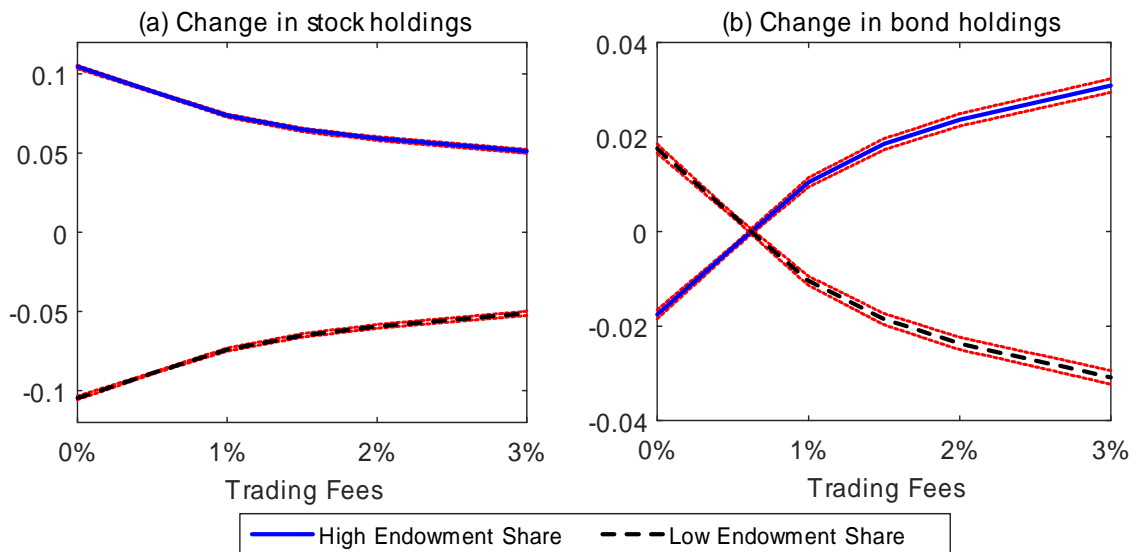 (a) Change in stock holdings
0.1
0.05
0
-0.05
-0.1
0% 1% 2% 3%
Trading Fees
(b) Change in bond holdings
0.04
0.02
0
-0.02
-0.04
0% 1% 2% 3%
Trading Fees
High Endowment Share Low Endowment Share